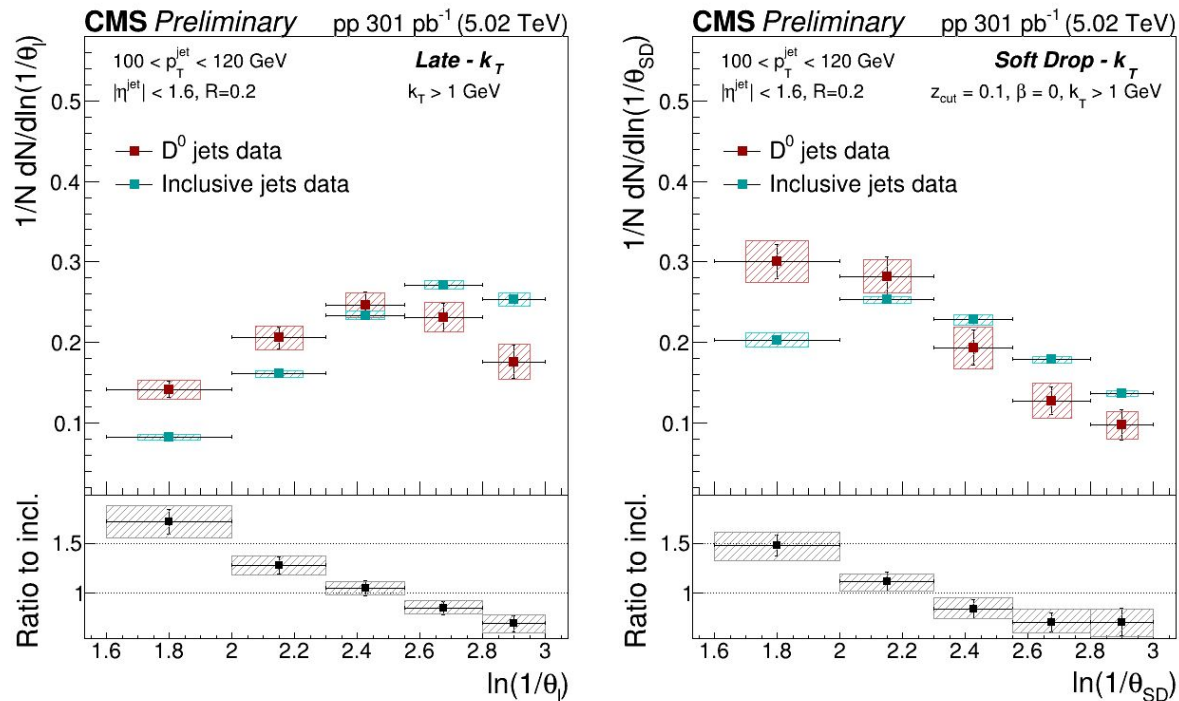 CMS Preliminary pp 301 pb⁻¹ (5.02 TeV)
1/N dN/dln(1/θ_l)
100 < p_T^jet < 120 GeV
|η^jet| < 1.6, R=0.2
Late - k_T
k_T > 1 GeV
D⁰ jets data
Inclusive jets data
0.5
0.4
0.3
0.2
0.1
Ratio to incl.
1.5
1
1.6 1.8 2 2.2 2.4 2.6 2.8 3
ln(1/θ_l)
CMS Preliminary pp 301 pb⁻¹ (5.02 TeV)
1/N dN/dln(1/θ_SD)
100 < p_T^jet < 120 GeV
|η^jet| < 1.6, R=0.2
Soft Drop - k_T
z_cut = 0.1, β = 0, k_T > 1 GeV
D⁰ jets data
Inclusive jets data
0.5
0.4
0.3
0.2
0.1
Ratio to incl.
1.5
1
1.6 1.8 2 2.2 2.4 2.6 2.8 3
ln(1/θ_SD)